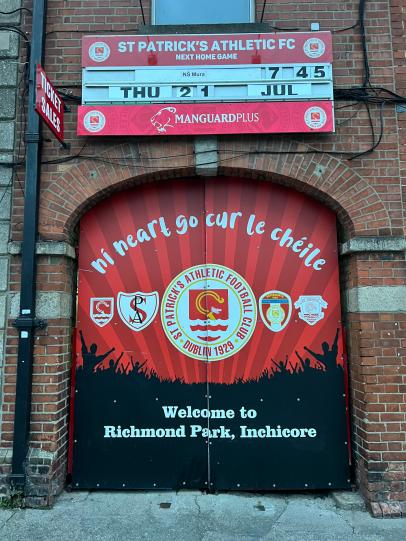 ST PATRICK'S ATHLETIC FC
NEXT HOME GAME
NŠ Mura 7 45
THU 21 JUL
MANGUARDPLUS
TICKET SALES
ní neart go cur le chéile
ST. PATRICK'S ATHLETIC FOOTBALL CLUB
DUBLIN 1929
Welcome to
Richmond Park, Inchicore